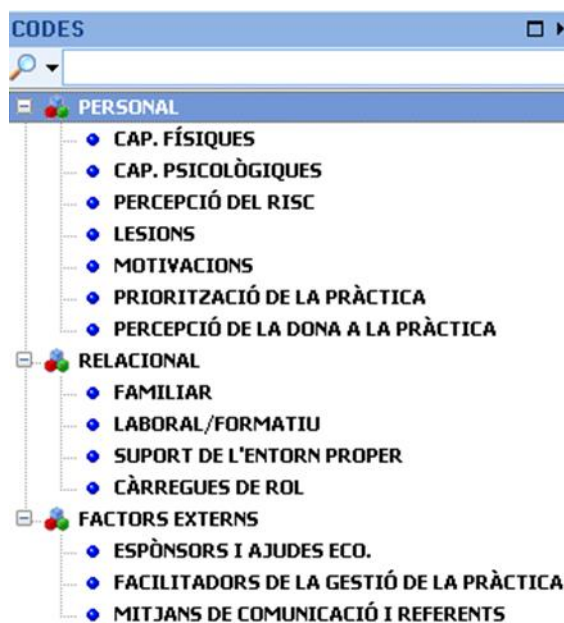 CODES
PERSONAL
CAP. FÍSIQUES
CAP. PSICOLÒGIQUES
PERCEPCIÓ DEL RISC
LESIONS
MOTIVACIONS
PRIORITZACIÓ DE LA PRÀCTICA
PERCEPCIÓ DE LA DONA A LA PRÀCTICA
RELACIONAL
FAMILIAR
LABORAL/FORMATIU
SUPORT DE L'ENTORN PROPER
CÀRREGUES DE ROL
FACTORS EXTERNS
ESPÒNSORS I AJUDES ECO.
FACILITADORS DE LA GESTIÓ DE LA PRÀCTICA
MITJANS DE COMUNICACIÓ I REFERENTS